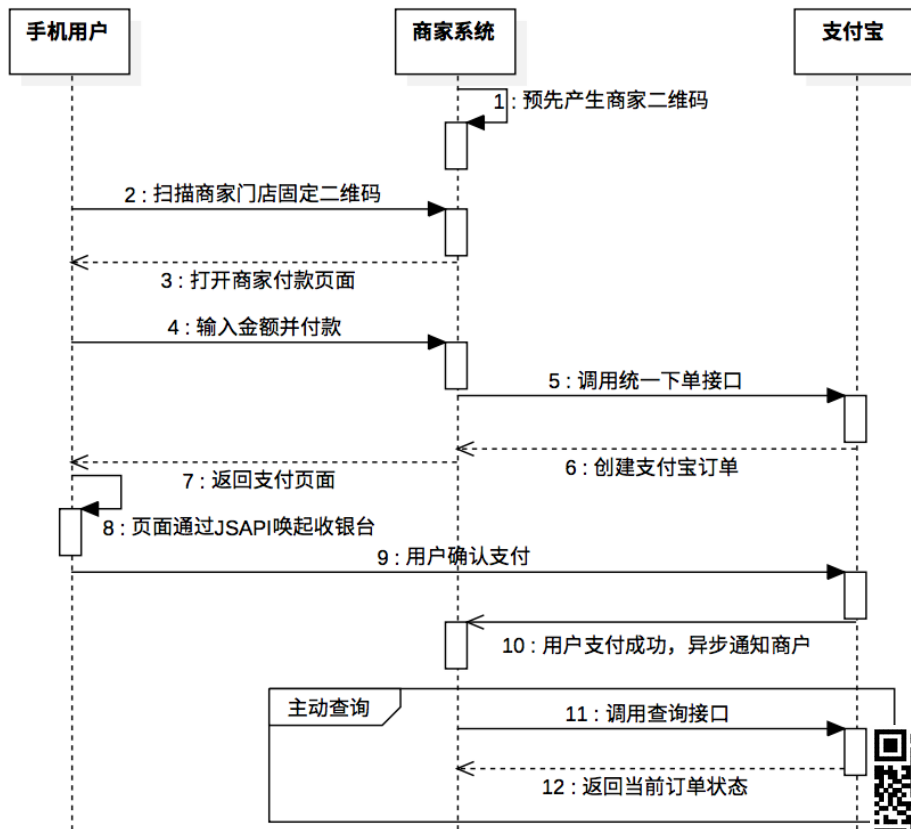 手机用户
商家系统
支付宝
1 : 预先产生商家二维码
2 : 扫描商家门店固定二维码
3 : 打开商家付款页面
4 : 输入金额并付款
5 : 调用统一下单接口
6 : 创建支付宝订单
7 : 返回支付页面
8 : 页面通过JSAPI唤起收银台
9 : 用户确认支付
10 : 用户支付成功，异步通知商户
主动查询
11 : 调用查询接口
12 : 返回当前订单状态